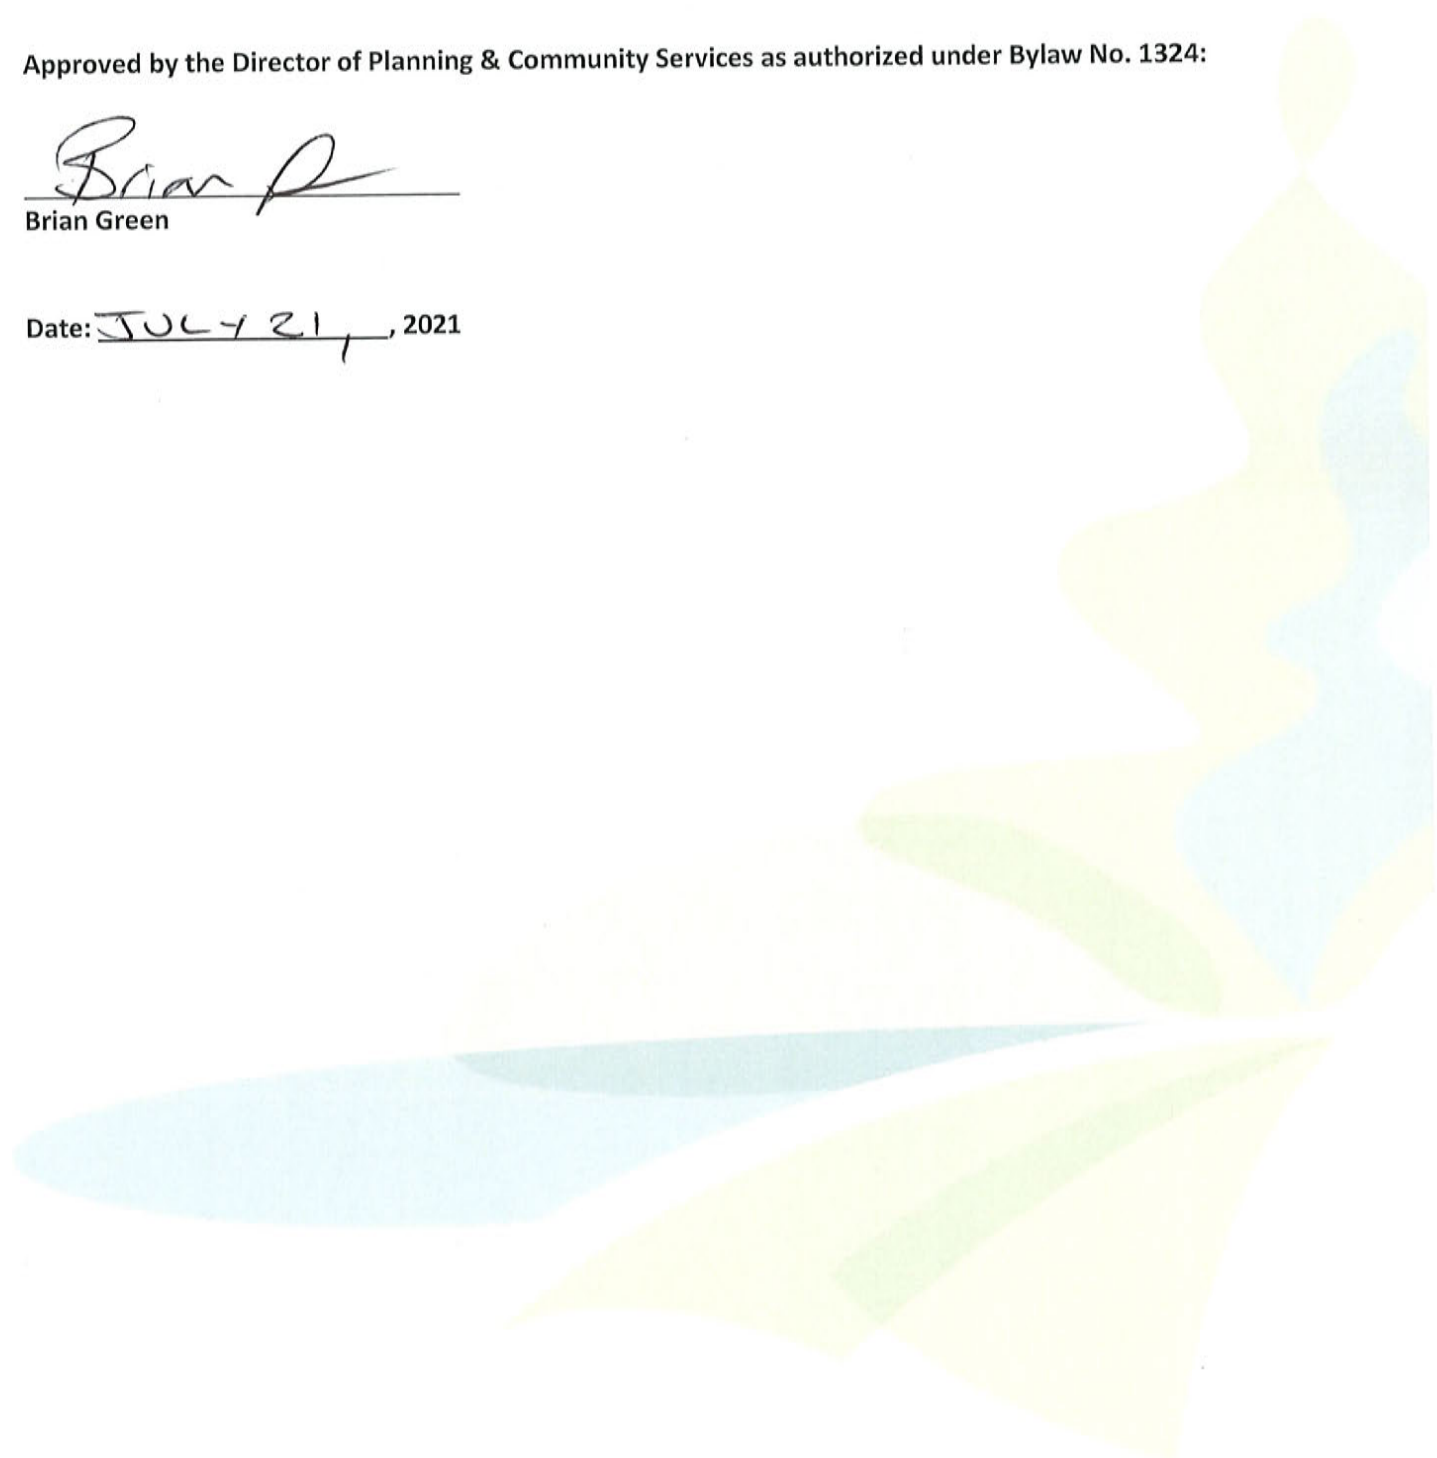 Approved by the Director of Planning & Community Services as authorized under Bylaw No. 1324:
Brian
Brian Green
Date: JULY 21, , 2021